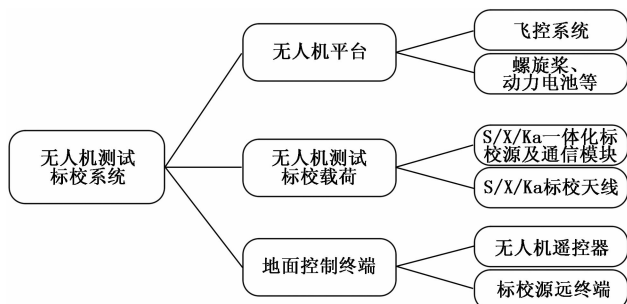 无人机测试
标校系统
无人机平台
飞控系统
螺旋桨、
动力电池等
无人机测试
标校载荷
S/X/Ka一体化标
校源及通信模块
S/X/Ka标校天线
地面控制终端
无人机遥控器
标校源远终端